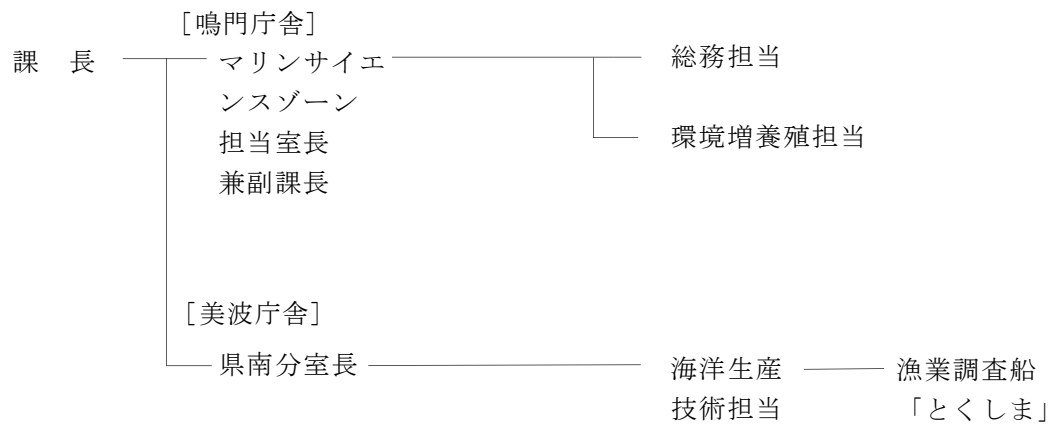 [鳴門庁舎]
課　長
マリンサイエ
ンスゾーン
担当室長
兼副課長
総務担当
環境増養殖担当
[美波庁舎]
県南分室長
海洋生産
技術担当
漁業調査船
「とくしま」